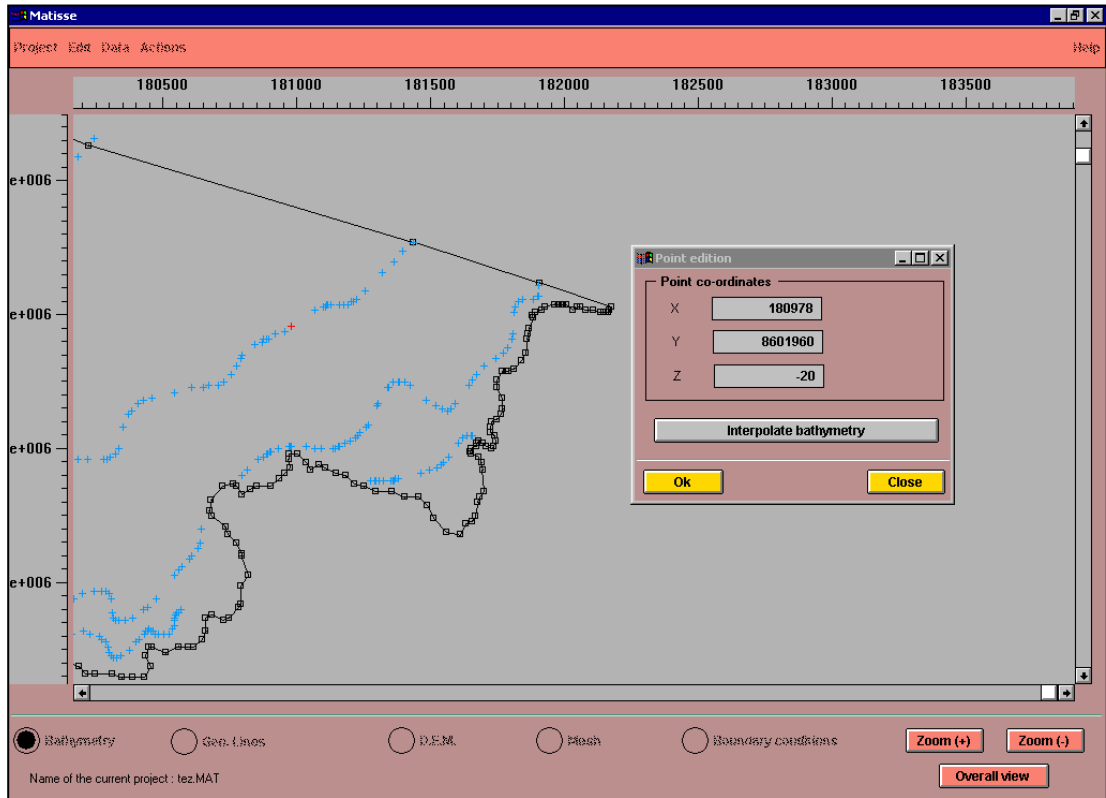 Matisse
Project Edit Data Actions Help
180500 181000 181500 182000 182500 183000 183500
e+006
e+006
e+006
e+006
Point edition
Point co-ordinates
X 180978
Y 8601960
Z -20
Interpolate bathymetry
Ok Close
Bathymetry Geo. Lines D.E.M. Mesh Boundary conditions Zoom (+) Zoom (-)
Name of the current project : tez.MAT Overall view